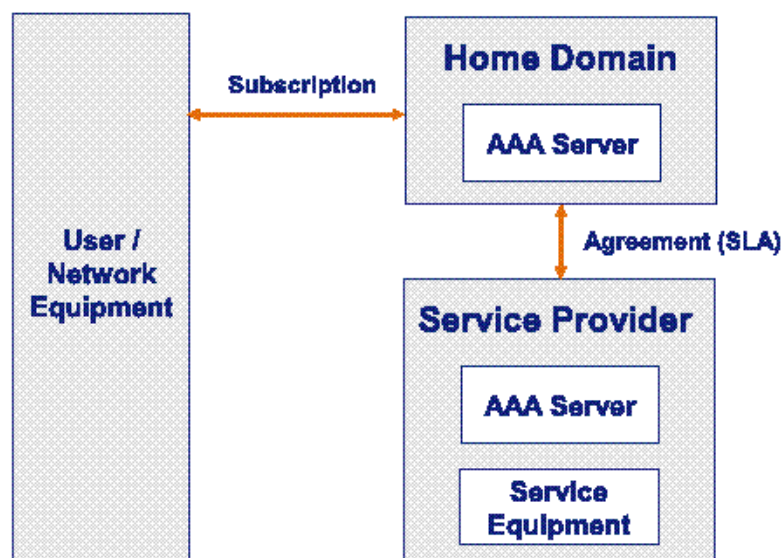 Home Domain
Subscription
AAA Server
User /
Network
Equipment
Agreement (SLA)
Service Provider
AAA Server
Service
Equipment